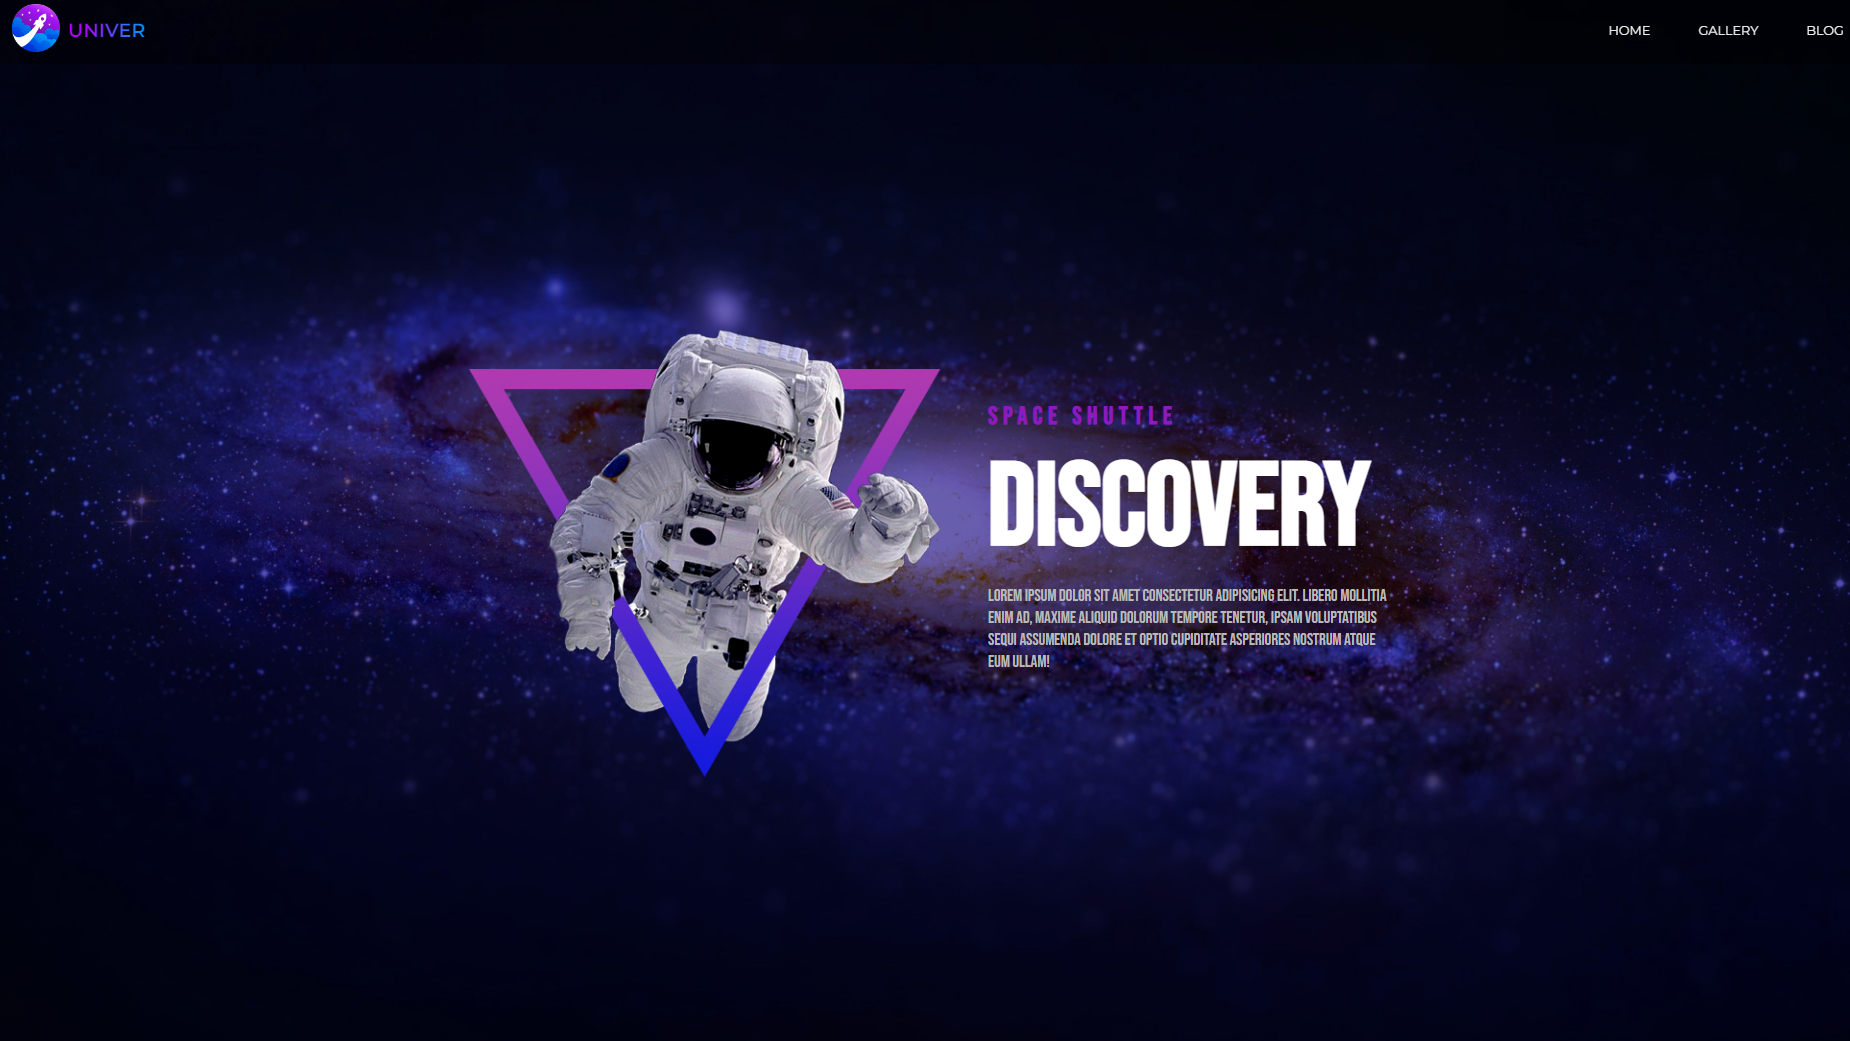 UNIVER
HOME GALLERY BLOG
SPACE SHUTTLE
DISCOVERY
LOREM IPSUM DOLOR SIT AMET CONSECTETUR ADIPISICING ELIT. LIBERO MOLLITIA
ENIM AD, MAXIME ALIQUID DOLORUM TEMPORE TENETUR, IPSAM VOLUPTATIBUS
SEQUI ASSUMENDA DOLORE ET OPTIO CUPIDITATE ASPERIORES NOSTRUM ATQUE
EUM ULLAM!